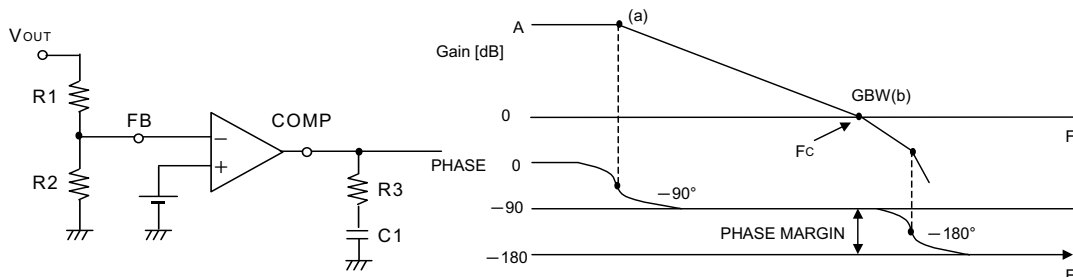 VOUT
R1
FB
COMP
−
+
R2
R3
C1
A
(a)
Gain [dB]
GBW(b)
0
F
FC
PHASE
0
−90°
−90
PHASE MARGIN
−180°
−180
F